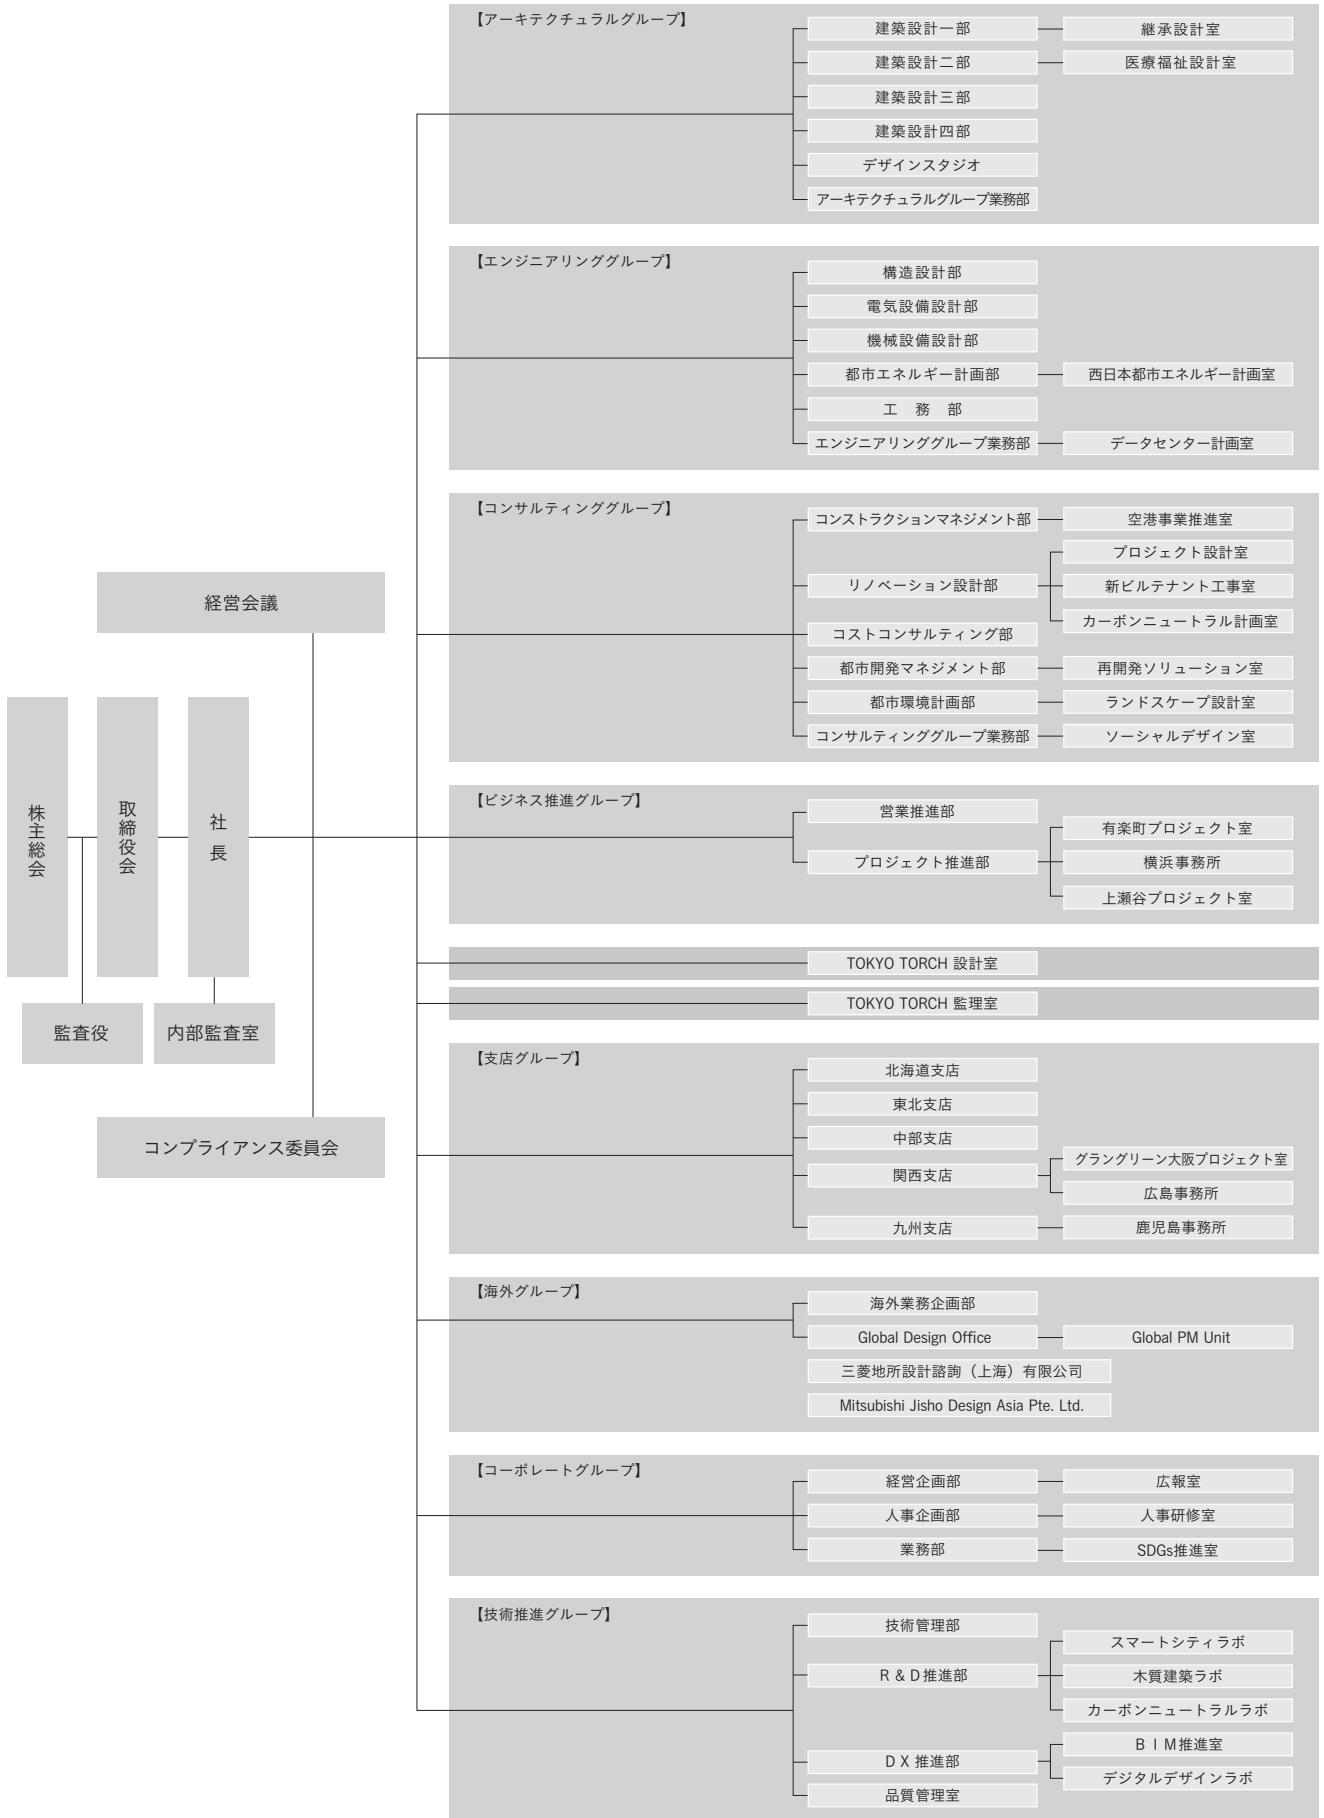 経営会議
株主総会
取締役会
社長
監査役
内部監査室
コンプライアンス委員会
【アーキテクチュラルグループ】
建築設計一部
継承設計室
建築設計二部
医療福祉設計室
建築設計三部
建築設計四部
デザインスタジオ
アーキテクチュラルグループ業務部
【エンジニアリンググループ】
構造設計部
電気設備設計部
機械設備設計部
都市エネルギー計画部
西日本都市エネルギー計画室
工　務　部
エンジニアリンググループ業務部
データセンター計画室
【コンサルティンググループ】
コンストラクションマネジメント部
空港事業推進室
リノベーション設計部
プロジェクト設計室
新ビルテナント工事室
カーボンニュートラル計画室
コストコンサルティング部
都市開発マネジメント部
再開発ソリューション室
都市環境計画部
ランドスケープ設計室
コンサルティンググループ業務部
ソーシャルデザイン室
【ビジネス推進グループ】
営業推進部
プロジェクト推進部
有楽町プロジェクト室
横浜事務所
上瀬谷プロジェクト室
TOKYO TORCH 設計室
TOKYO TORCH 監理室
【支店グループ】
北海道支店
東北支店
中部支店
関西支店
グラングリーン大阪プロジェクト室
広島事務所
九州支店
鹿児島事務所
【海外グループ】
海外業務企画部
Global Design Office
Global PM Unit
三菱地所設計諮詢（上海）有限公司
Mitsubishi Jisho Design Asia Pte. Ltd.
【コーポレートグループ】
経営企画部
広報室
人事企画部
人事研修室
業務部
SDGs推進室
【技術推進グループ】
技術管理部
R & D推進部
スマートシティラボ
木質建築ラボ
カーボンニュートラルラボ
D X 推進部
B I M推進室
デジタルデザインラボ
品質管理室